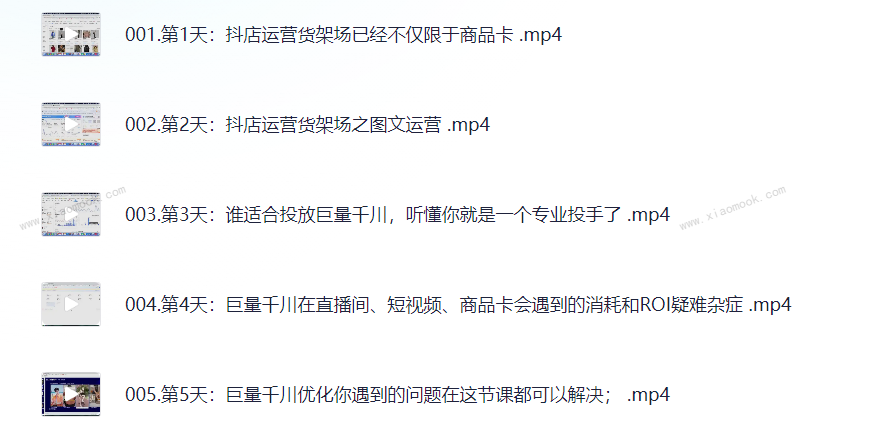 001.第1天：抖店运营货架场已经不仅限于商品卡 .mp4
002.第2天：抖店运营货架场之图文运营 .mp4
www.xiaomook.com
www.xiaomook.com
003.第3天：谁适合投放巨量千川，听懂你就是一个专业投手了 .mp4
004.第4天：巨量千川在直播间、短视频、商品卡会遇到的消耗和ROI疑难杂症 .mp4
005.第5天：巨量千川优化你遇到的问题在这节课都可以解决； .mp4